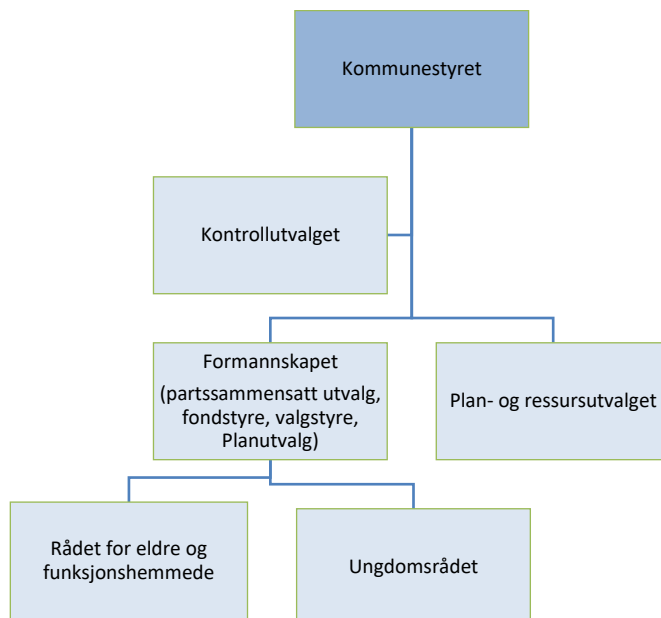 Kommunestyret
Kontrollutvalget
Formannskapet
(partssammensatt utvalg,
fondstyre, valgstyre,
Planutvalg)
Plan- og ressursutvalget
Rådet for eldre og
funksjonshemmede
Ungdomsrådet